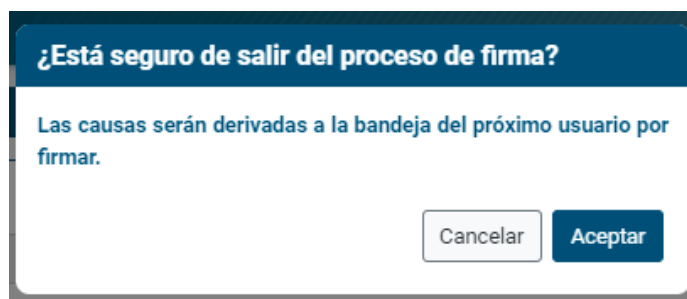 ¿Está seguro de salir del proceso de firma?
Las causas serán derivadas a la bandeja del próximo usuario por
firmar.
Cancelar Aceptar